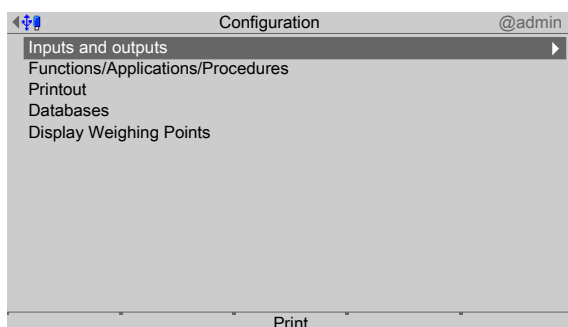 Configuration @admin
Inputs and outputs
Functions/Applications/Procedures
Printout
Databases
Display Weighing Points
Print